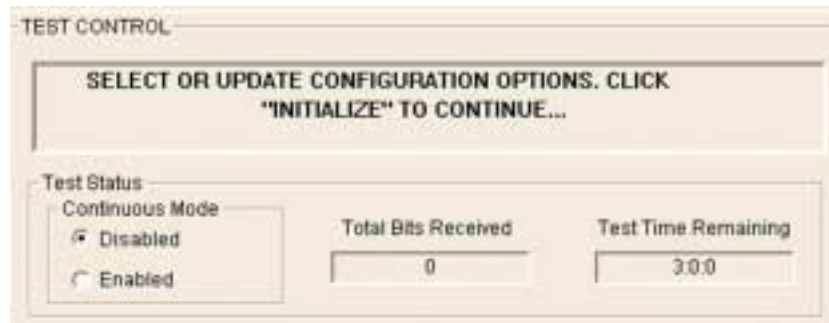 TEST CONTROL
SELECT OR UPDATE CONFIGURATION OPTIONS. CLICK
"INITIALIZE" TO CONTINUE...
Test Status
Continuous Mode
Disabled
Enabled
Total Bits Received
0
Test Time Remaining
3:0:0